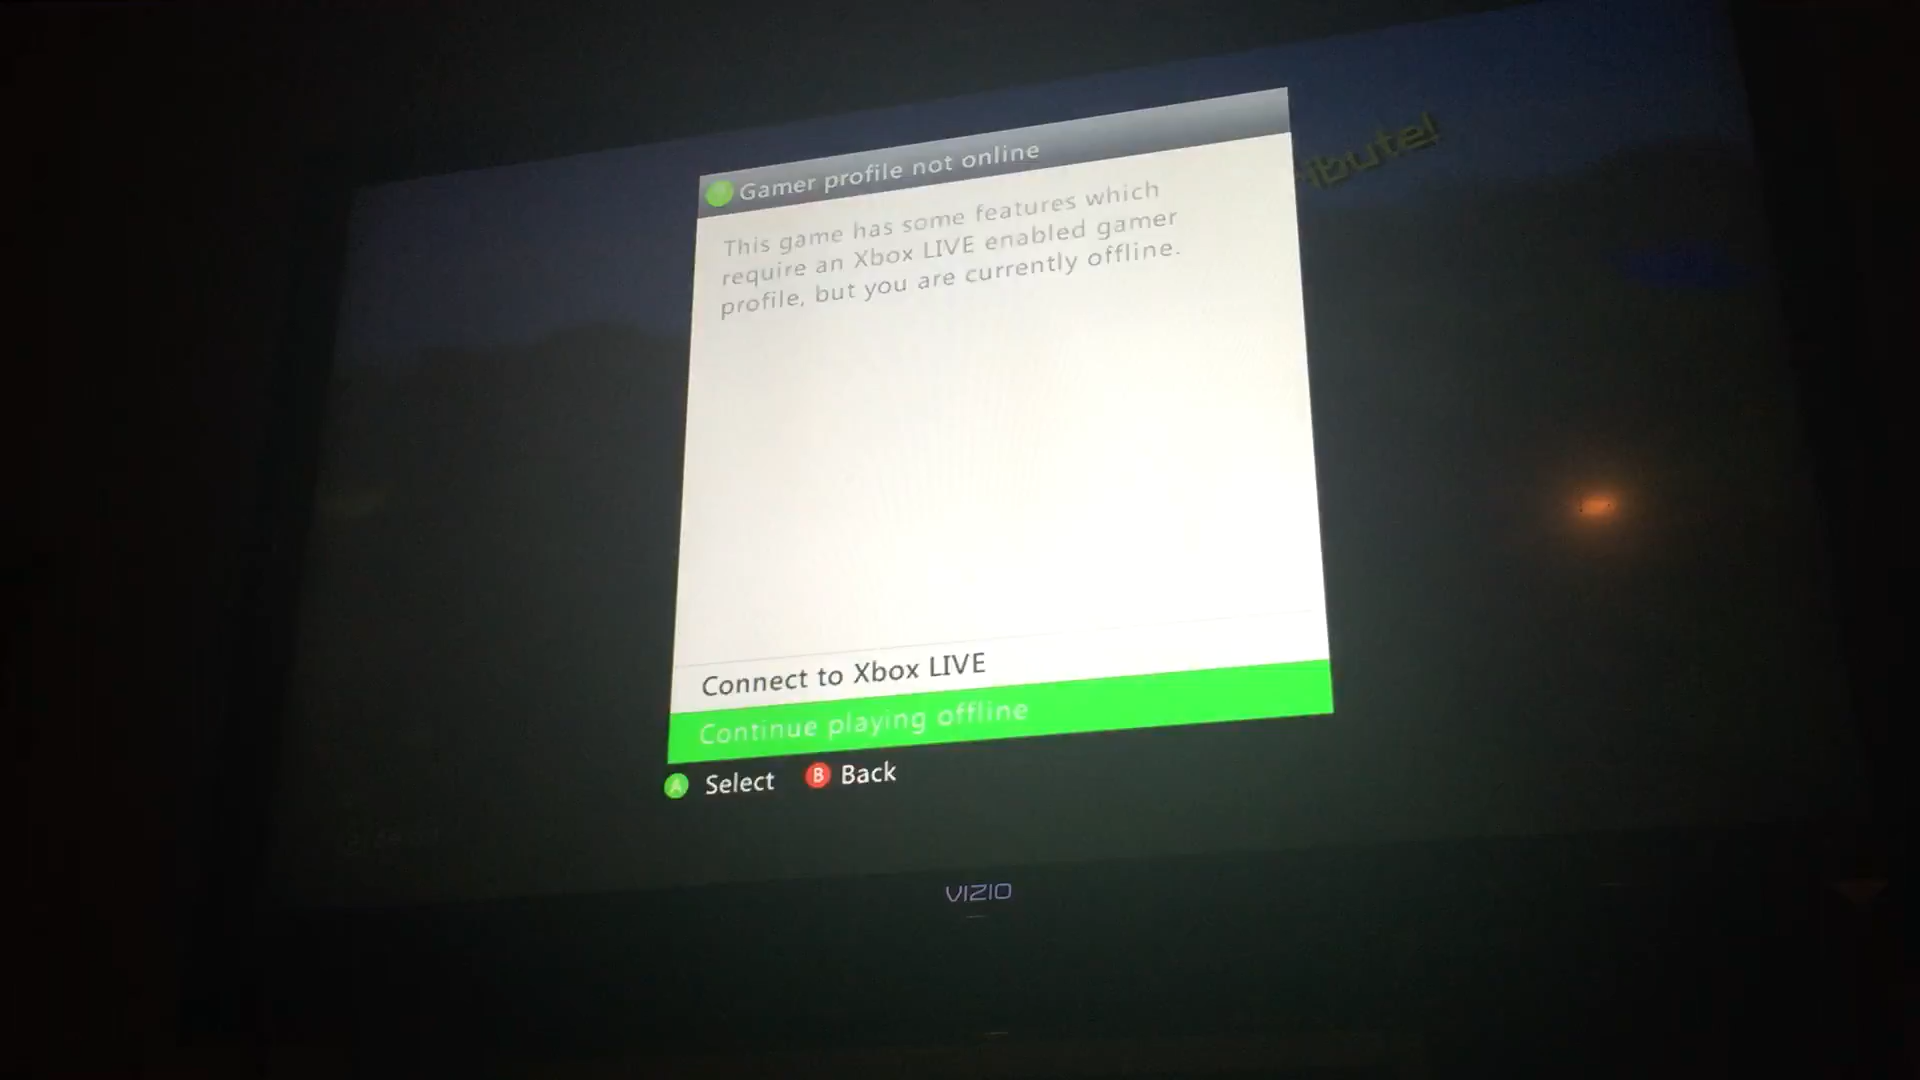 ibute!
Gamer profile not online
This game has some features which
require an Xbox LIVE enabled gamer
profile, but you are currently offline.
Connect to Xbox LIVE
Continue playing offline
A Select B Back
VIZIO